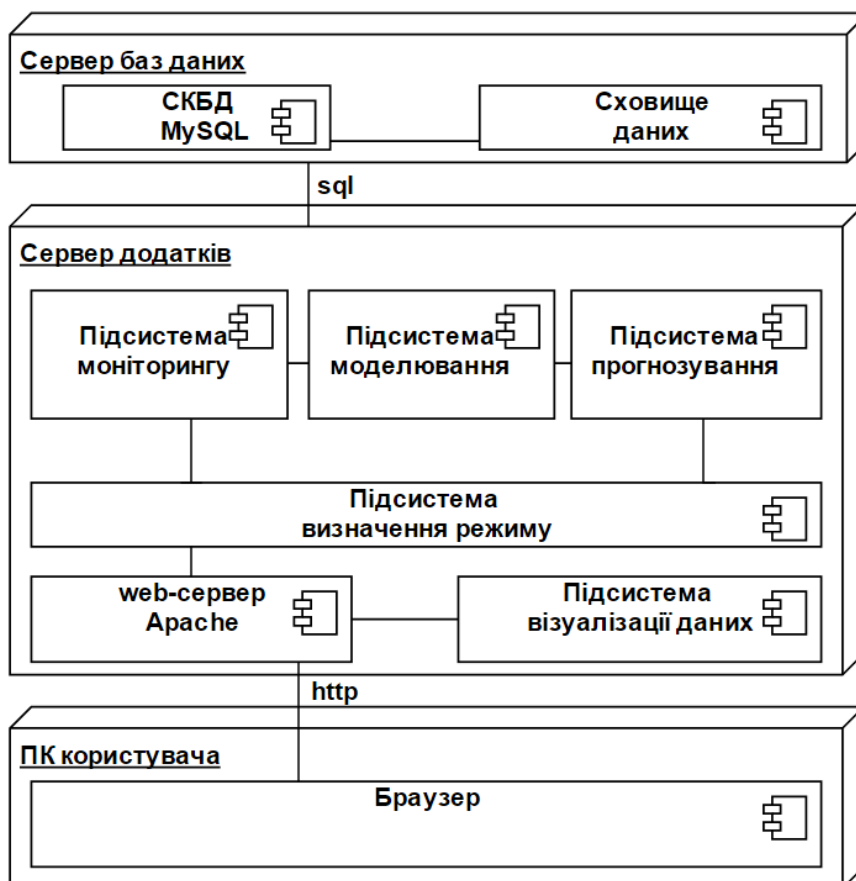 Сервер баз даних
СКБД
MySQL
Сховище
даних
sql
Сервер додатків
Підсистема
моніторингу
Підсистема
моделювання
Підсистема
прогнозування
Підсистема
визначення режиму
web-сервер
Apache
Підсистема
візуалізації даних
http
ПК користувача
Браузер